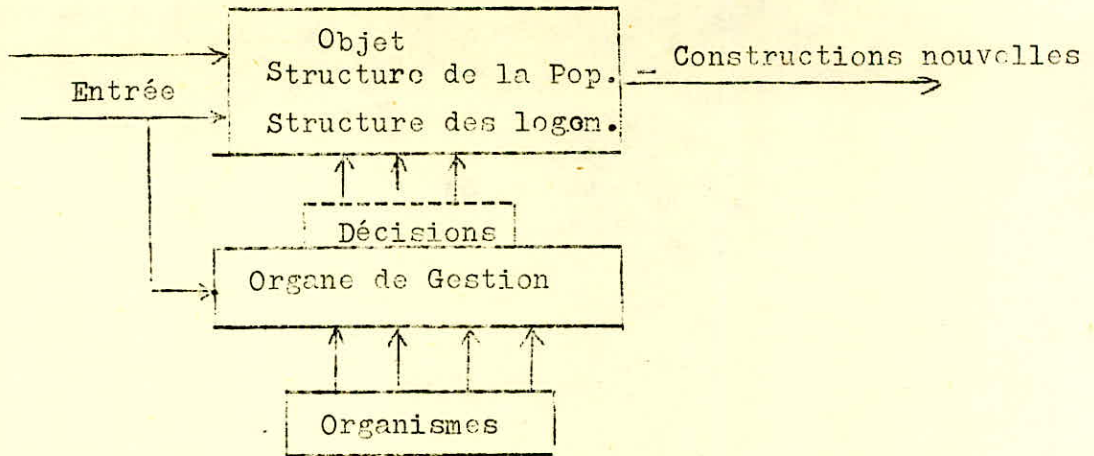 Objet
Structure de la Pop.
Constructions nouvelles
Entrée
Structure des logem.
Décisions
Organe de Gestion
Organismes